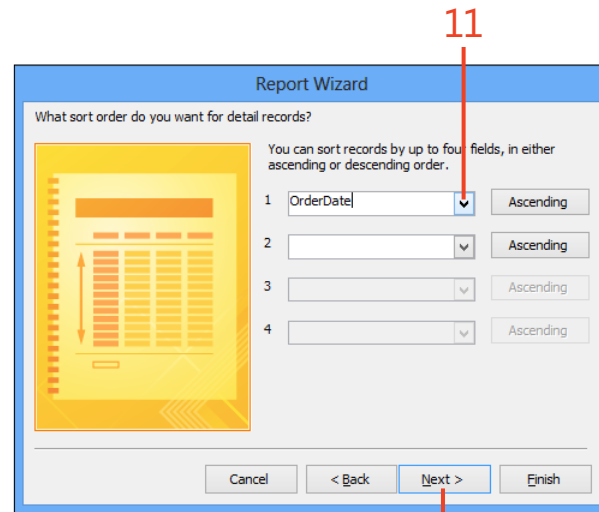 11
Report Wizard
What sort order do you want for detail records?
You can sort records by up to four fields, in either
ascending or descending order.
1 OrderDate Ascending
2 Ascending
3 Ascending
4 Ascending
Cancel < Back Next > Finish